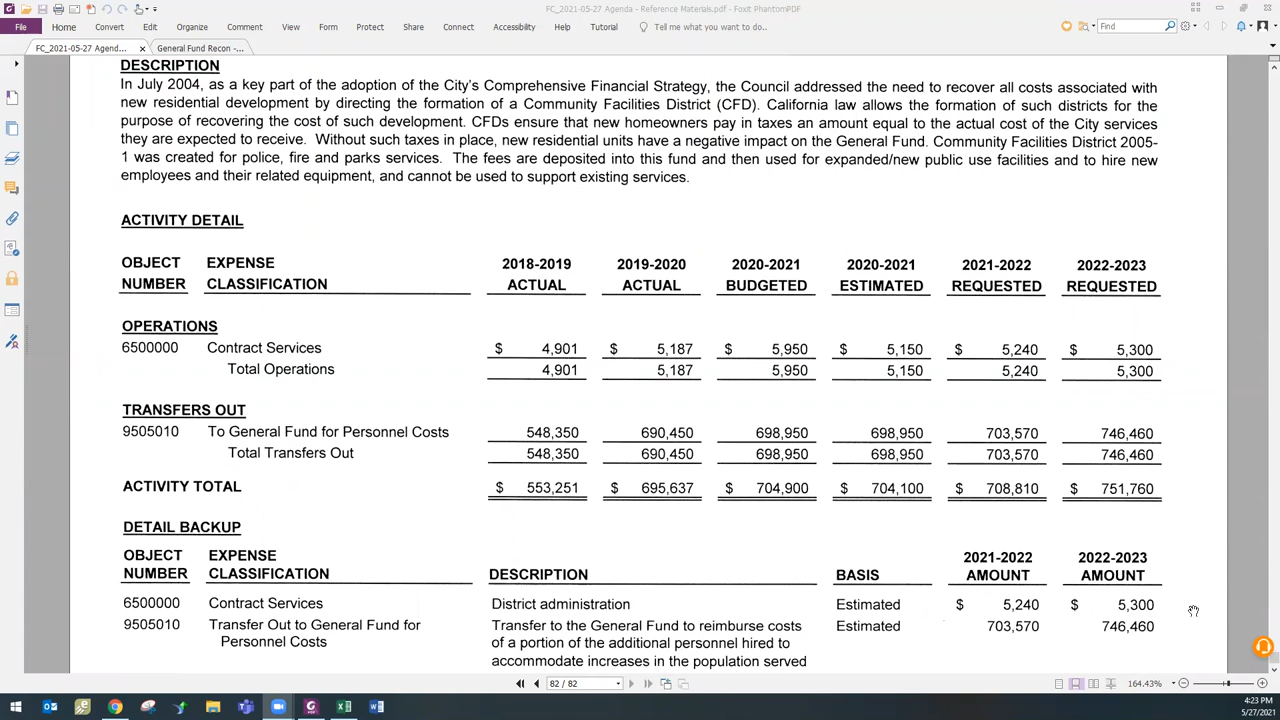 FC_2021-05-27 Agenda - Reference Materials.pdf - Foxit PhantomPDF
File Home Convert Edit Organize Comment View Form Protect Share Connect Accessibility Help Tutorial Tell me what you want to do... Find
FC_2021-05-27 Agend... × General Fund Recon -...
DESCRIPTION
In July 2004, as a key part of the adoption of the City's Comprehensive Financial Strategy, the Council addressed the need to recover all costs associated with
new residential development by directing the formation of a Community Facilities District (CFD). California law allows the formation of such districts for the
purpose of recovering the cost of such development. CFDs ensure that new homeowners pay in taxes an amount equal to the actual cost of the City services
they are expected to receive. Without such taxes in place, new residential units have a negative impact on the General Fund. Community Facilities District 2005-
1 was created for police, fire and parks services. The fees are deposited into this fund and then used for expanded/new public use facilities and to hire new
employees and their related equipment, and cannot be used to support existing services.
ACTIVITY DETAIL
OBJECT EXPENSE 2018-2019 2019-2020 2020-2021 2020-2021 2021-2022 2022-2023
NUMBER CLASSIFICATION ACTUAL ACTUAL BUDGETED ESTIMATED REQUESTED REQUESTED
OPERATIONS
6500000 Contract Services $ 4,901 $ 5,187 $ 5,950 $ 5,150 $ 5,240 $ 5,300
Total Operations 4,901 5,187 5,950 5,150 5,240 5,300
TRANSFERS OUT
9505010 To General Fund for Personnel Costs 548,350 690,450 698,950 698,950 703,570 746,460
Total Transfers Out 548,350 690,450 698,950 698,950 703,570 746,460
ACTIVITY TOTAL $ 553,251 $ 695,637 $ 704,900 $ 704,100 $ 708,810 $ 751,760
DETAIL BACKUP
OBJECT EXPENSE 2021-2022 2022-2023
NUMBER CLASSIFICATION DESCRIPTION BASIS AMOUNT AMOUNT
6500000 Contract Services District administration Estimated $ 5,240 $ 5,300
9505010 Transfer Out to General Fund for Transfer to the General Fund to reimburse costs Estimated 703,570 746,460
Personnel Costs of a portion of the additional personnel hired to
accommodate increases in the population served
82 / 82 164.43%
4:23 PM
5/27/2021